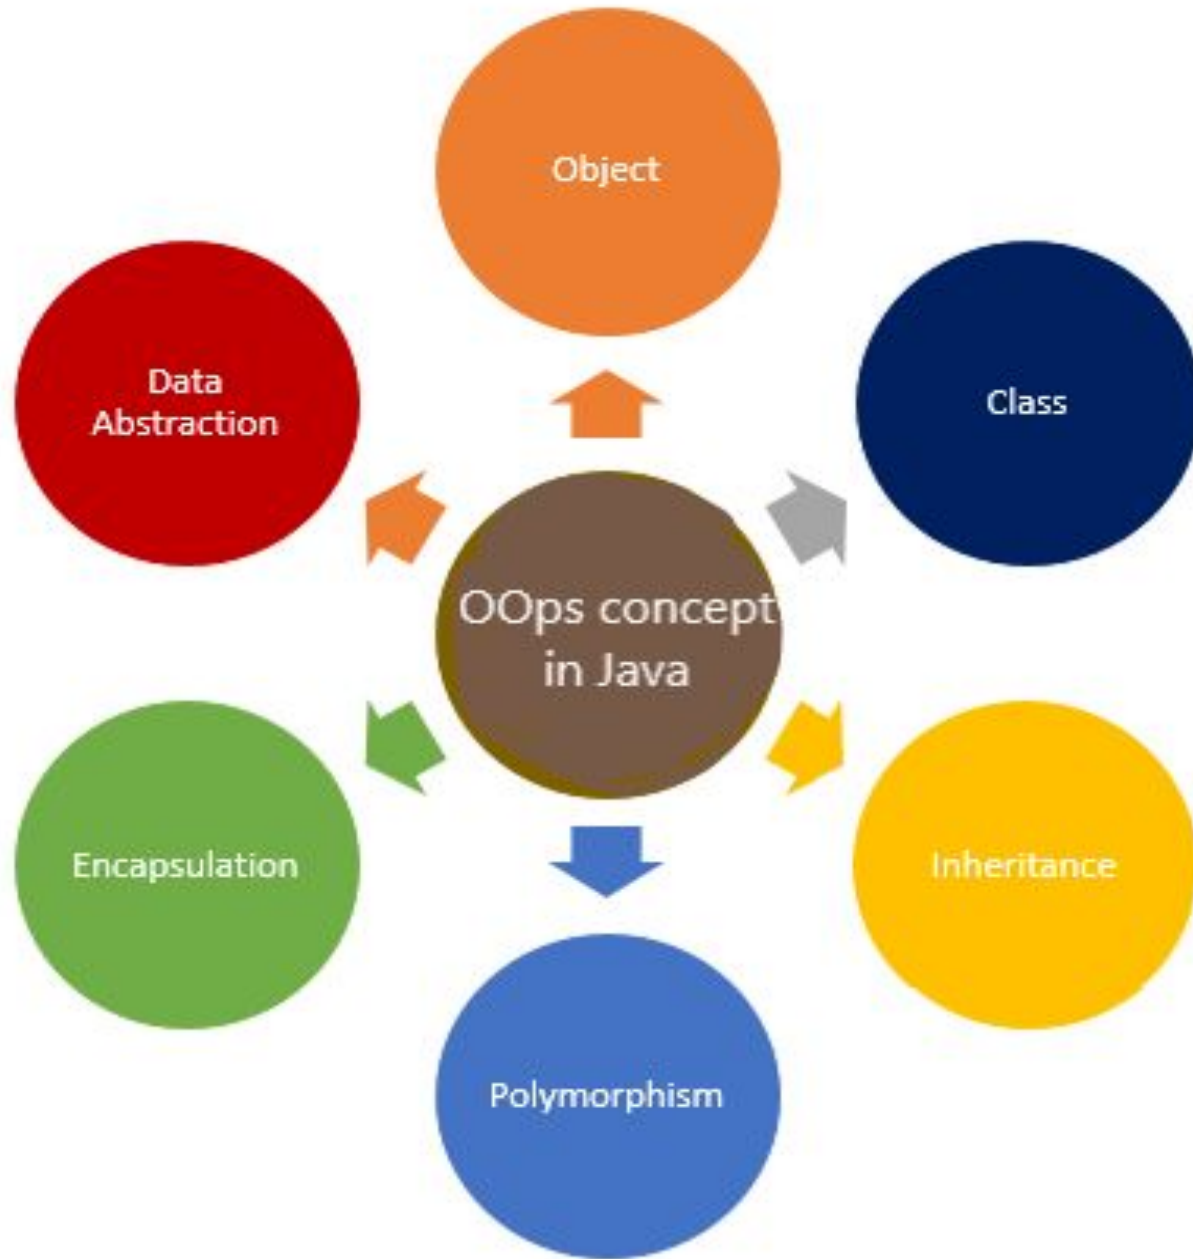 Object
Data
Abstraction
Class
OOps concept
in Java
Encapsulation
Inheritance
Polymorphism